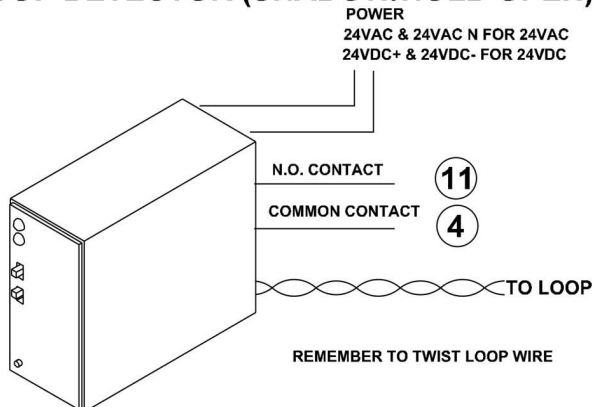 POWER
24VAC & 24VAC N FOR 24VAC
24VDC+ & 24VDC- FOR 24VDC
N.O. CONTACT
11
COMMON CONTACT
4
TO LOOP
REMEMBER TO TWIST LOOP WIRE